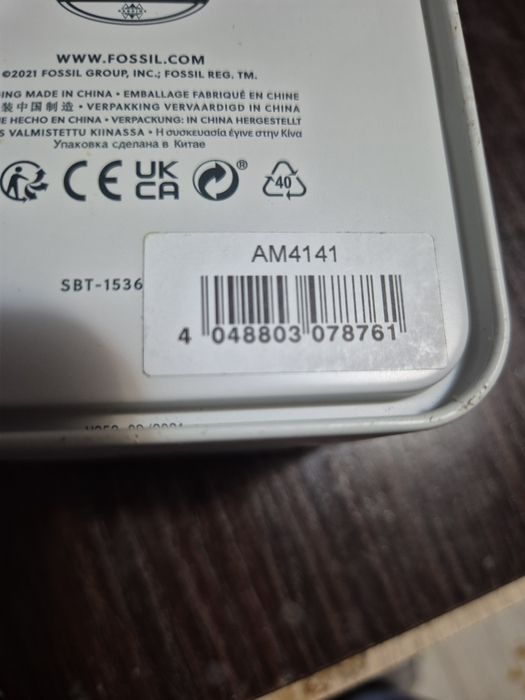 WWW.FOSSIL.COM
©2021 FOSSIL GROUP, INC.; FOSSIL REG. TM.
MADE IN CHINA • EMBALLAGE FABRIQUÉ EN CHINE
装中国制造 • VERPAKKING VERVAARDIGD IN CHINA
HECHO EN CHINA • VERPACKUNG: IN CHINA HERGESTELLT
VALMISTETTU KIINASSA • Η συσκευασία έγινε στην Κίνα
Упаковка сделана в Китае
CE UK CA ® 40
AM4141
SBT-1536
4 048803 078761